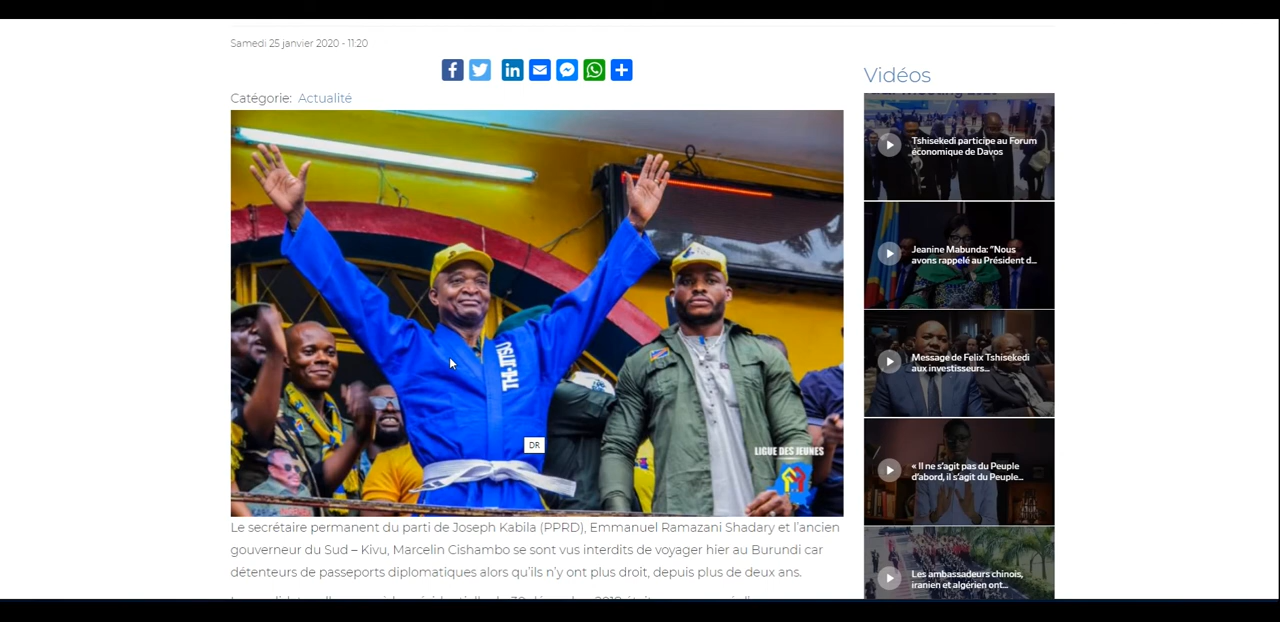 Samedi 25 janvier 2020 - 11:20
Vidéos
Catégorie: Actualité
Tshisekedi participe au Forum
économique de Davos
Jeanine Mabunda: "Nous
avons rappelé au Président d...
Message de Felix Tshisekedi
aux investisseurs...
« Il ne s'agit pas du Peuple
d'abord, il s'agit du Peuple...
Les ambassadeurs chinois,
iranien et algérien ont...
THI-JITSU
DR
LIGUE DES JEUNES
Le secrétaire permanent du parti de Joseph Kabila (PPRD), Emmanuel Ramazani Shadary et l'ancien
gouverneur du Sud – Kivu, Marcelin Cishambo se sont vus interdits de voyager hier au Burundi car
détenteurs de passeports diplomatiques alors qu'ils n'y ont plus droit, depuis plus de deux ans.